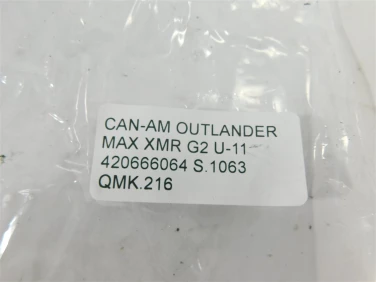 CAN-AM OUTLANDER
MAX XMR G2 U-11
420666064 S.1063
QMK.216